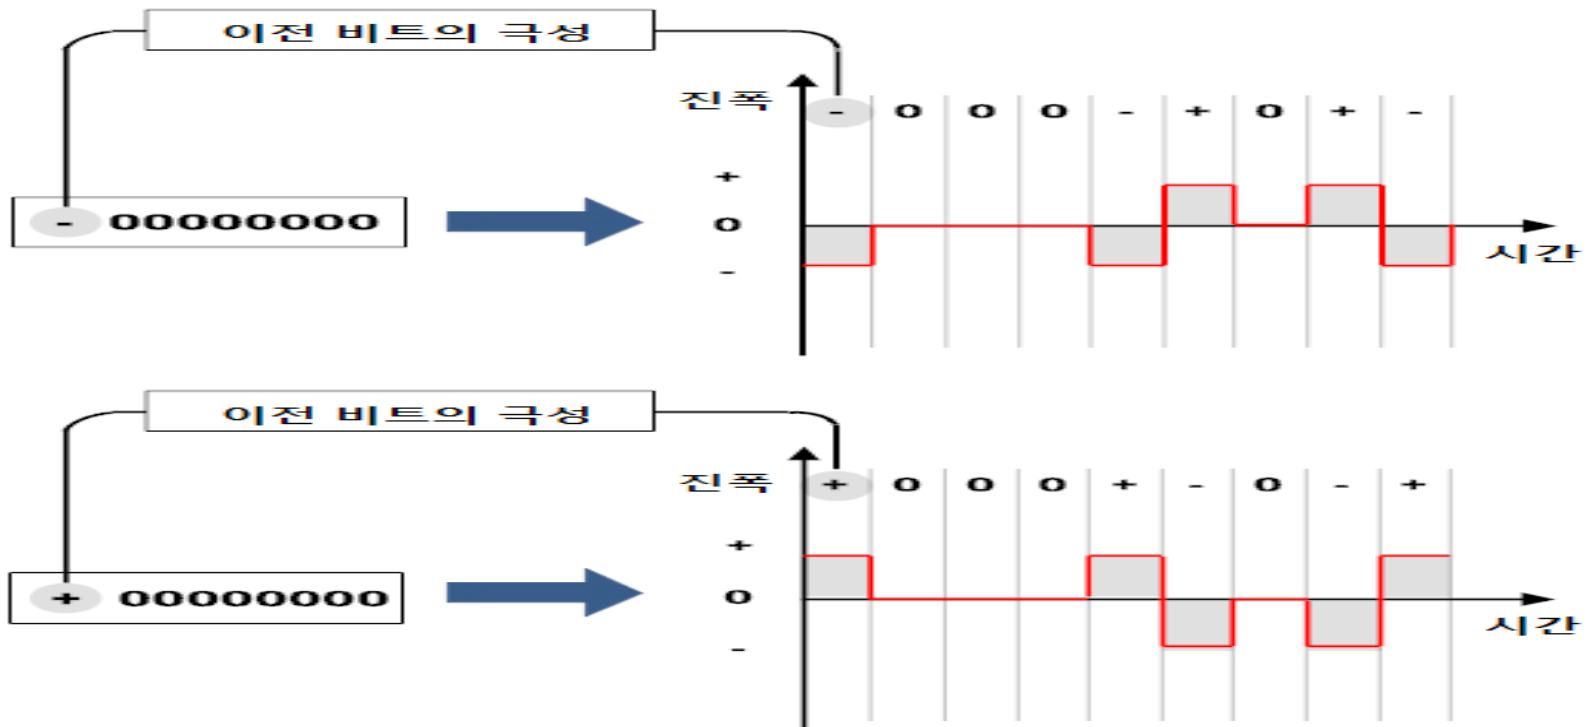 이전 비트의 극성
진폭
- 0 0 0 - + 0 + -
+
- 00000000
0
시간
-
이전 비트의 극성
진폭
+ 0 0 0 + - 0 - +
+
+ 00000000
0
시간
-